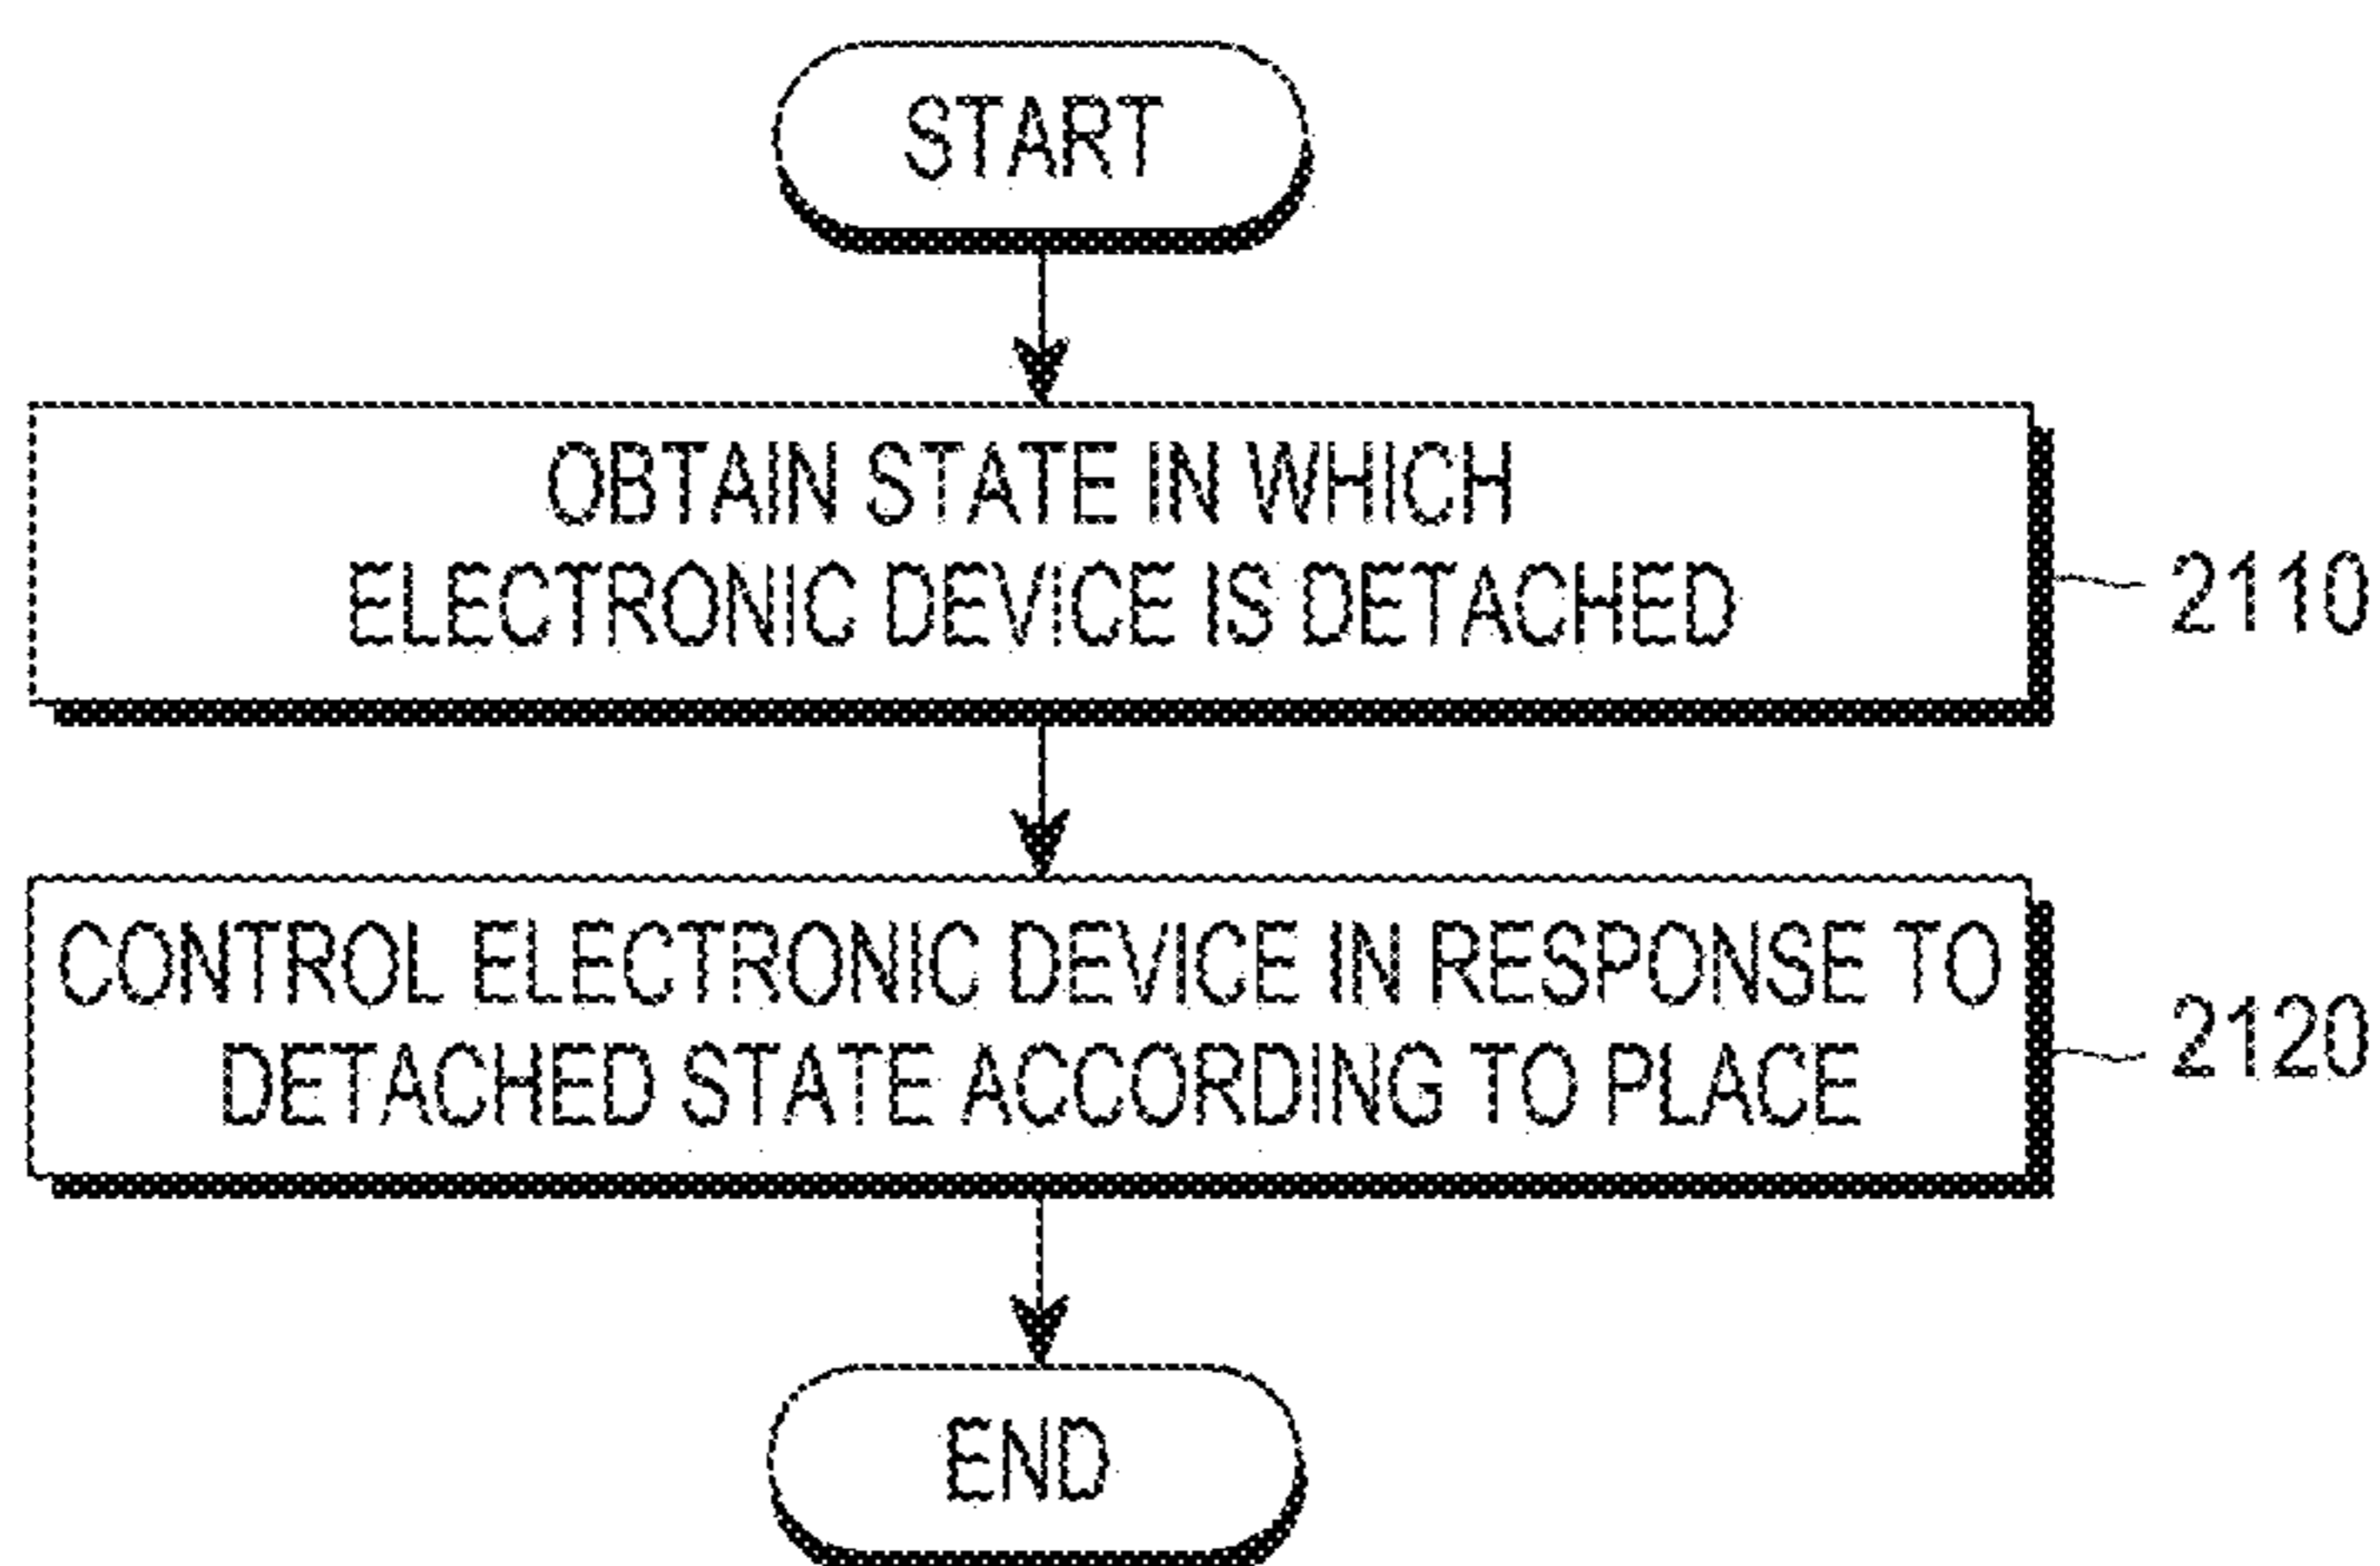 START
OBTAIN STATE IN WHICH
ELECTRONIC DEVICE IS DETACHED
2110
CONTROL ELECTRONIC DEVICE IN RESPONSE TO
DETACHED STATE ACCORDING TO PLACE
2120
END